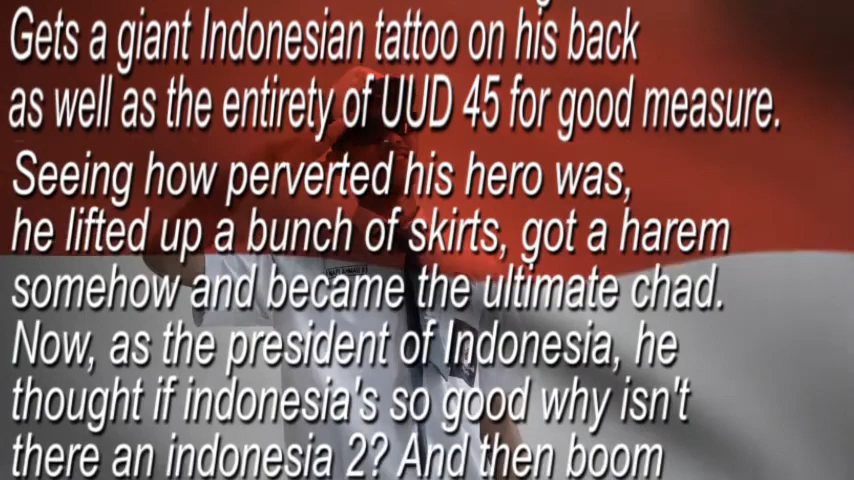 Gets a giant Indonesian tattoo on his back
as well as the entirety of UUD 45 for good measure.
Seeing how perverted his hero was,
he lifted up a bunch of skirts, got a harem
somehow and became the ultimate chad.
Now, as the president of Indonesia, he
thought if indonesia's so good why isn't
there an indonesia 2? And then boom